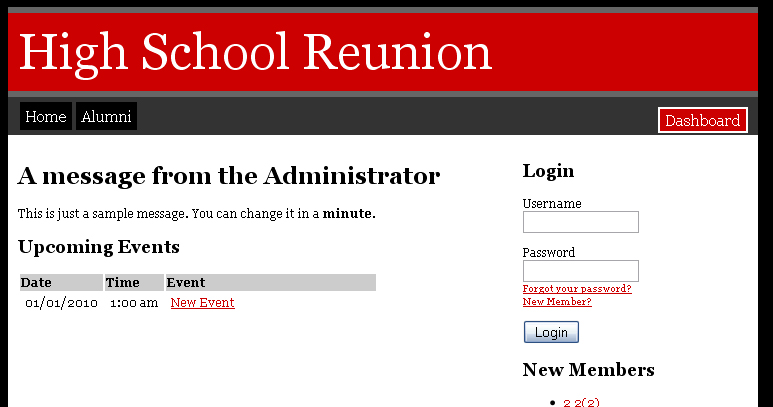 High School Reunion
Home Alumni Dashboard
A message from the Administrator
This is just a sample message. You can change it in a minute.
Upcoming Events
Date Time Event
01/01/2010 1:00 am New Event
Login
Username
Password
Forgot your password?
New Member?
Login
New Members
2 2(2)